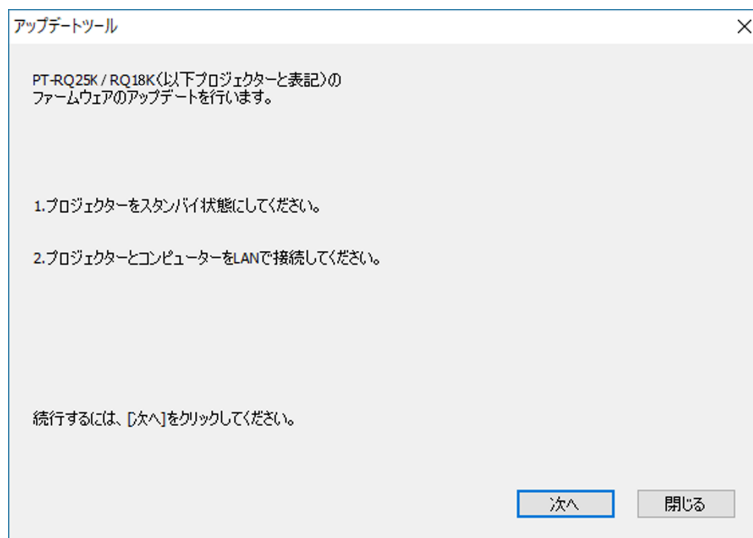 アップデートツール
PT-RQ25K / RQ18K（以下プロジェクターと表記）の
ファームウェアのアップデートを行います。
1.プロジェクターをスタンバイ状態にしてください。
2.プロジェクターとコンピューターをLANで接続してください。
続行するには、[次へ]をクリックしてください。
次へ
閉じる